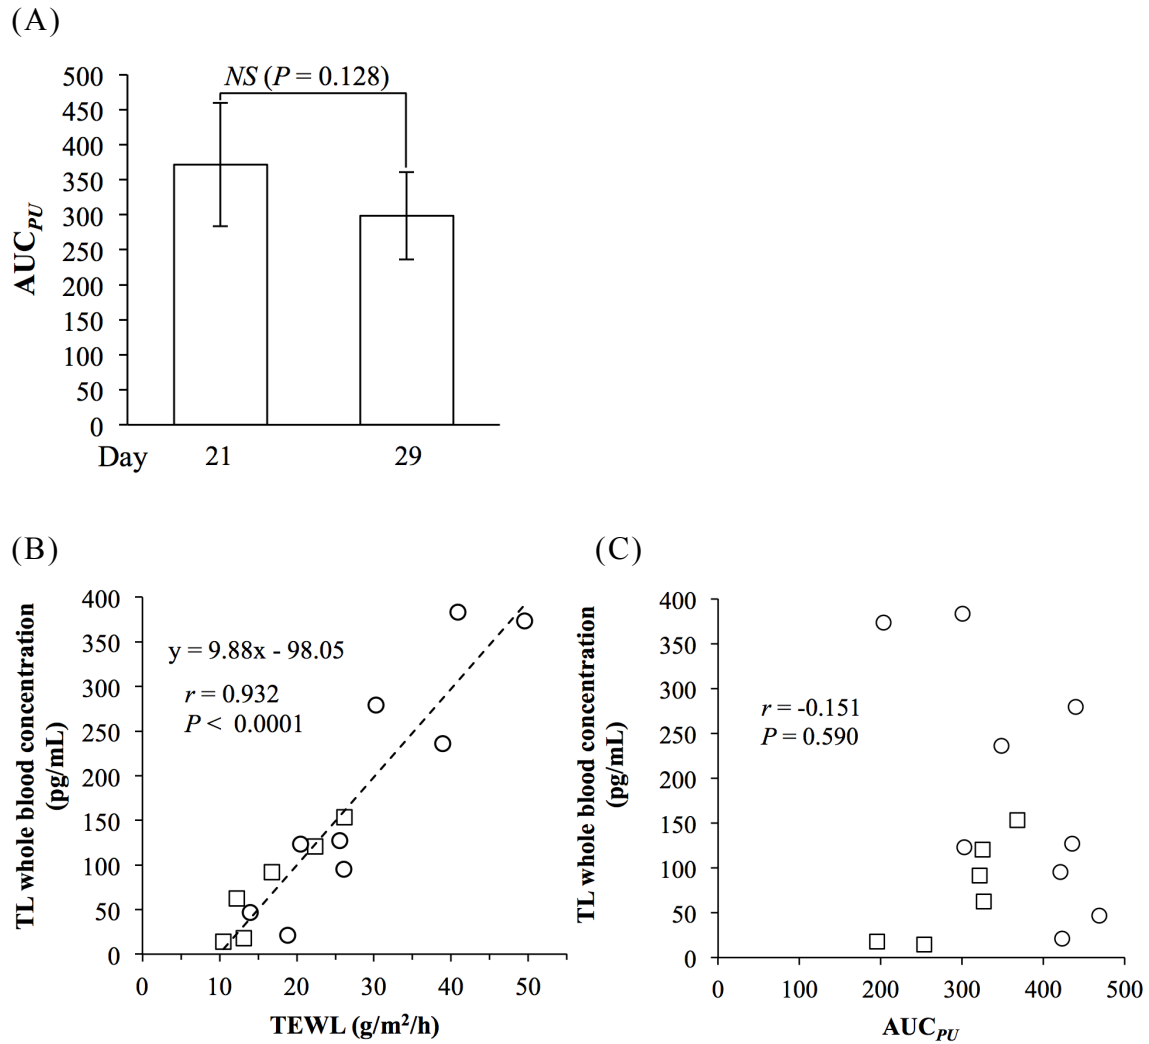 (A)
NS (P = 0.128)
500
450
400
350
300
250
200
150
100
50
0
AUCPU
Day 21 29
(B)
400
350
300
250
200
150
100
50
0
TL whole blood concentration
(pg/mL)
y = 9.88x - 98.05
r = 0.932
P < 0.0001
0 10 20 30 40 50
TEWL (g/m²/h)
(C)
400
350
300
250
200
150
100
50
0
TL whole blood concentration
(pg/mL)
r = -0.151
P = 0.590
0 100 200 300 400 500
AUCPU